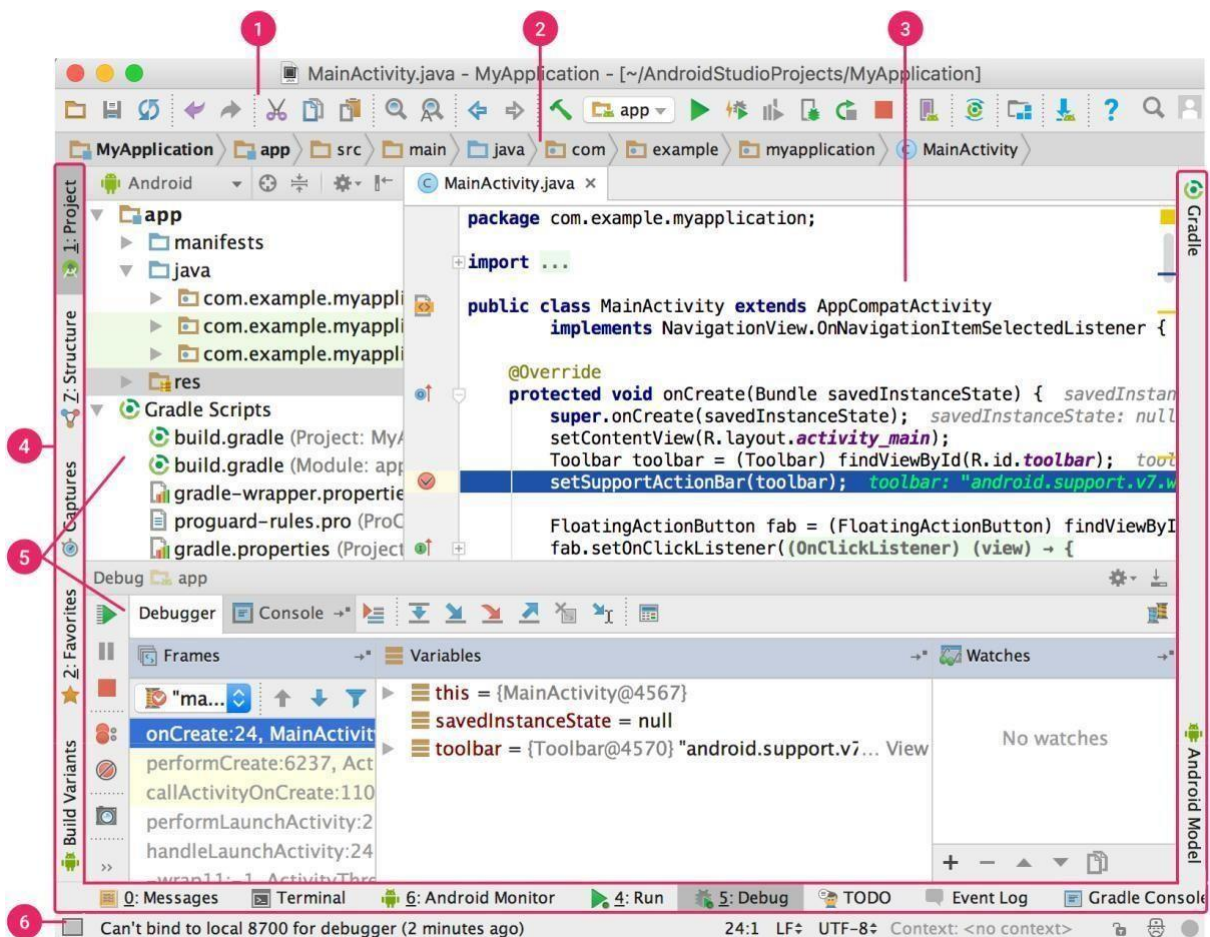 1
2
3
MainActivity.java - MyApplication - [~/AndroidStudioProjects/MyApplication]
app
?
MyApplication
app
src
main
java
com
example
myapplication
C MainActivity
1: Project
Z: Structure
Captures
2: Favorites
Build Variants
4
5
6
Android
app
manifests
java
com.example.myappli
com.example.myappli
com.example.myappli
res
Gradle Scripts
build.gradle (Project: MyA
build.gradle (Module: app
gradle-wrapper.propertie
proguard-rules.pro (ProC
gradle.properties (Project
C MainActivity.java ×
package com.example.myapplication;
import ...
public class MainActivity extends AppCompatActivity
implements NavigationView.OnNavigationItemSelectedListener {
@Override
protected void onCreate(Bundle savedInstanceState) { savedInstan
super.onCreate(savedInstanceState); savedInstanceState: null
setContentView(R.layout.activity_main);
Toolbar toolbar = (Toolbar) findViewById(R.id.toolbar); tool
setSupportActionBar(toolbar); toolbar: "android.support.v7.w
FloatingActionButton fab = (FloatingActionButton) findViewByI
fab.setOnClickListener((OnClickListener) (view) → {
Gradle
Android Model
Debug app
Debugger
Console
Frames
Variables
Watches
"ma...
onCreate:24, MainActivit
performCreate:6237, Act
callActivityOnCreate:110
performLaunchActivity:2
handleLaunchActivity:24
-wrap11:-1, ActivityThre
this = {MainActivity@4567}
savedInstanceState = null
toolbar = {Toolbar@4570} "android.support.v7... View
No watches
0: Messages
Terminal
6: Android Monitor
4: Run
5: Debug
TODO
Event Log
Gradle Console
Can't bind to local 8700 for debugger (2 minutes ago)
24:1 LF÷ UTF-8÷ Context: <no context>